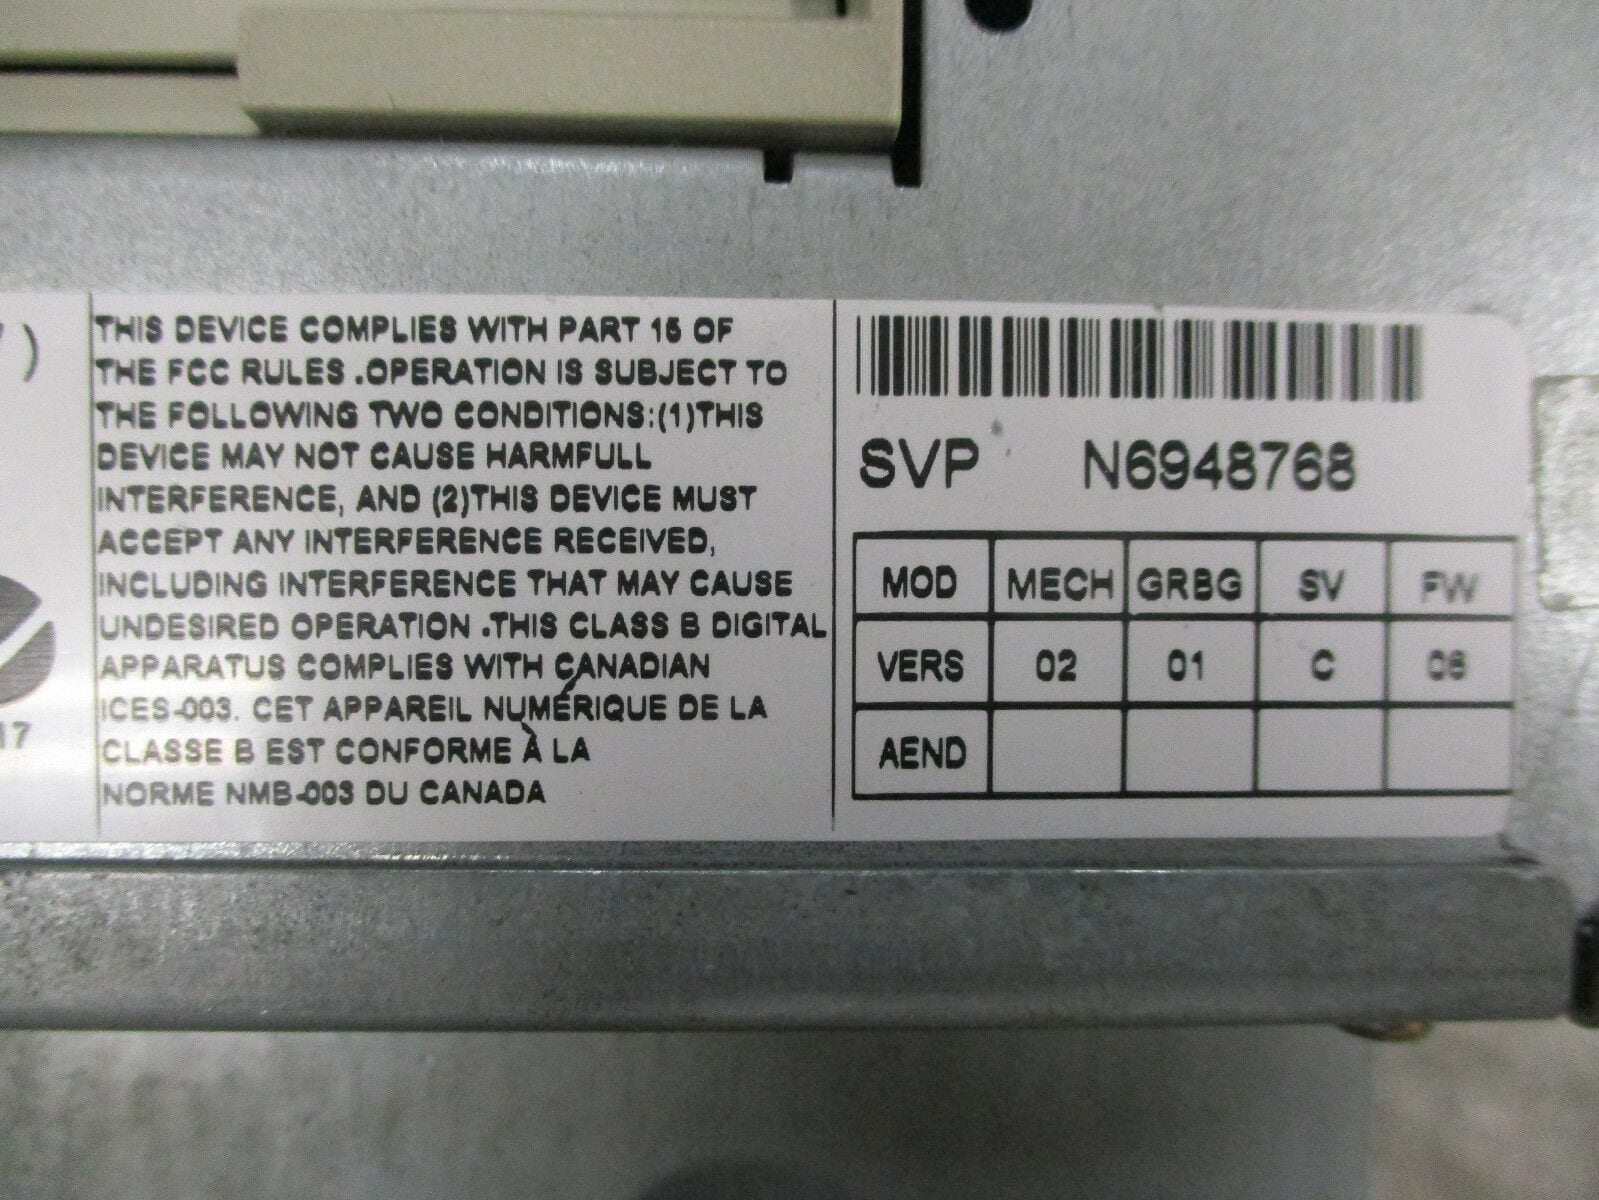 )
17
THIS DEVICE COMPLIES WITH PART 15 OF
THE FCC RULES .OPERATION IS SUBJECT TO
THE FOLLOWING TWO CONDITIONS:(1)THIS
DEVICE MAY NOT CAUSE HARMFULL
INTERFERENCE, AND (2)THIS DEVICE MUST
ACCEPT ANY INTERFERENCE RECEIVED,
INCLUDING INTERFERENCE THAT MAY CAUSE
UNDESIRED OPERATION .THIS CLASS B DIGITAL
APPARATUS COMPLIES WITH CANADIAN
ICES-003. CET APPAREIL NUMÉRIQUE DE LA
CLASSE B EST CONFORME À LA
NORME NMB-003 DU CANADA
SVP N6948768
MOD MECH GRBG SV FW
VERS 02 01 C 06
AEND